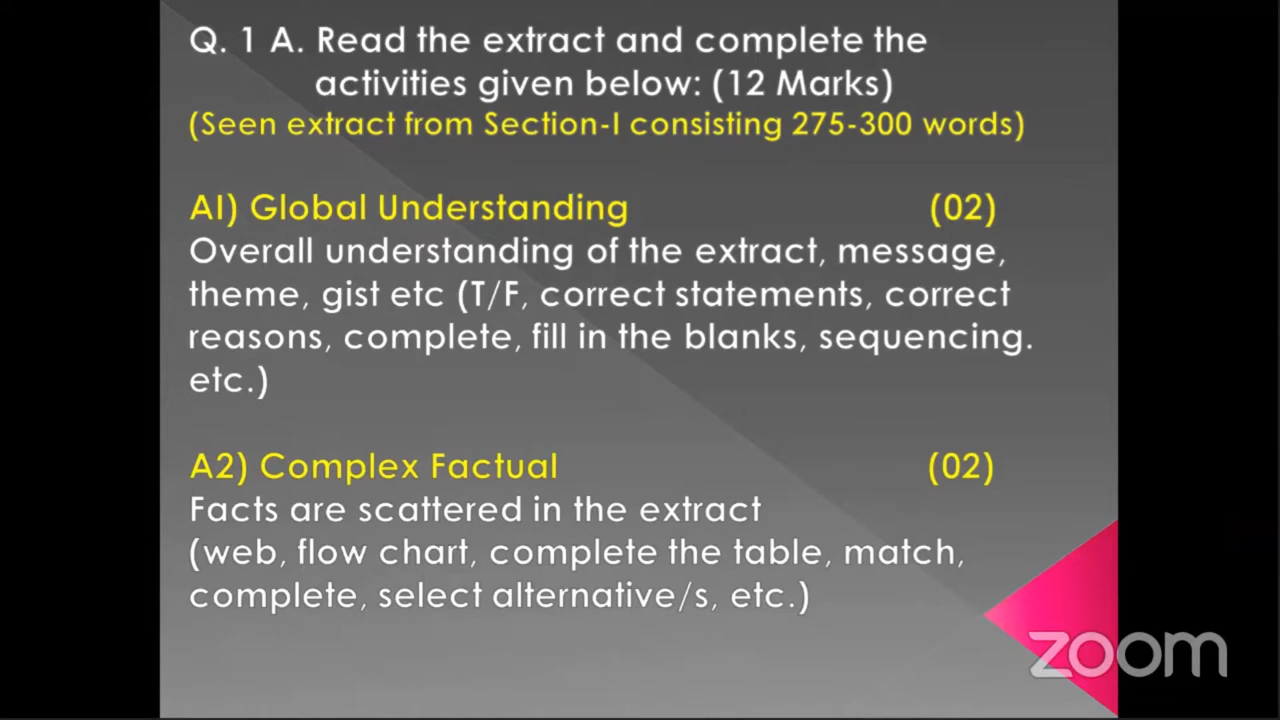 Q. 1 A. Read the extract and complete the
activities given below: (12 Marks)
(Seen extract from Section-I consisting 275-300 words)
AI) Global Understanding (02)
Overall understanding of the extract, message,
theme, gist etc (T/F, correct statements, correct
reasons, complete, fill in the blanks, sequencing.
etc.)
A2) Complex Factual (02)
Facts are scattered in the extract
(web, flow chart, complete the table, match,
complete, select alternative/s, etc.)
zoom